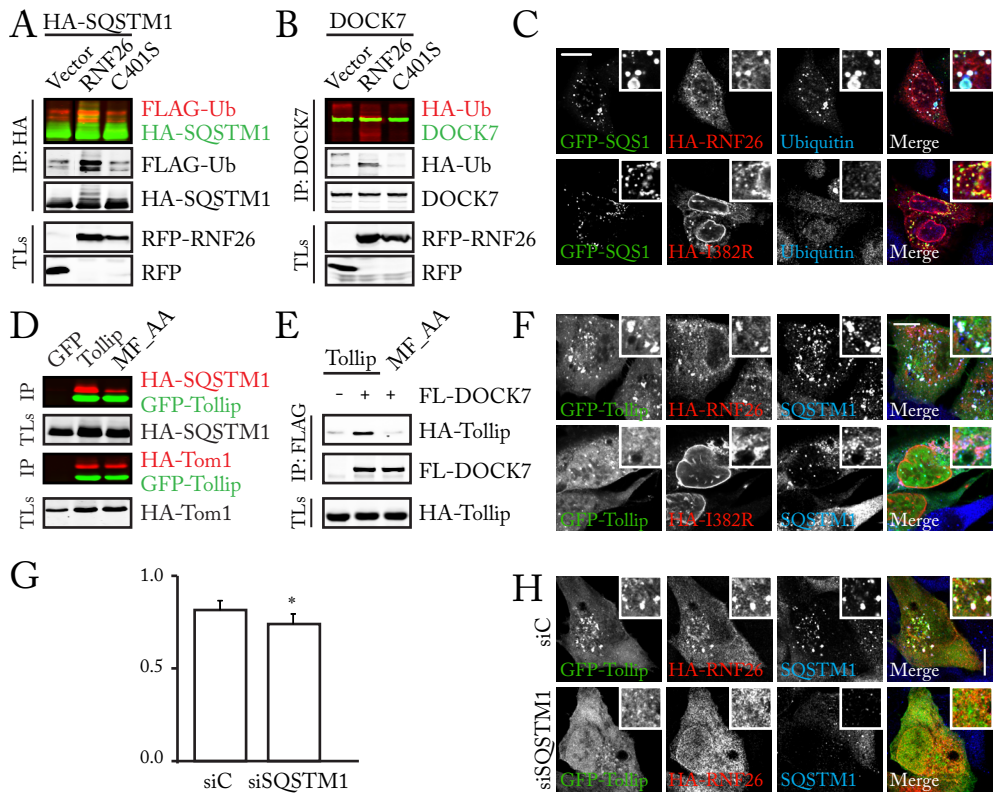 A
HA-SQSTM1
Vector
RNF26
C401S
IP: HA
FLAG-Ub
HA-SQSTM1
FLAG-Ub
HA-SQSTM1
TLs
RFP-RNF26
RFP
B
DOCK7
Vector
RNF26
C401S
IP: DOCK7
HA-Ub
DOCK7
HA-Ub
DOCK7
TLs
RFP-RNF26
RFP
C
GFP-SQS1
HA-RNF26
Ubiquitin
Merge
GFP-SQS1
HA-I382R
Ubiquitin
Merge
D
GFP
Tollip
MF_AA
IP
HA-SQSTM1
GFP-Tollip
TLs
HA-SQSTM1
IP
HA-Tom1
GFP-Tollip
TLs
HA-Tom1
E
Tollip
MF_AA
- + + FL-DOCK7
IP: FLAG
HA-Tollip
FL-DOCK7
TLs
HA-Tollip
F
GFP-Tollip
HA-RNF26
SQSTM1
Merge
GFP-Tollip
HA-I382R
SQSTM1
Merge
G
1.0
0.5
0.0
*
siC
siSQSTM1
H
siC
GFP-Tollip
HA-RNF26
SQSTM1
Merge
siSQSTM1
GFP-Tollip
HA-RNF26
SQSTM1
Merge